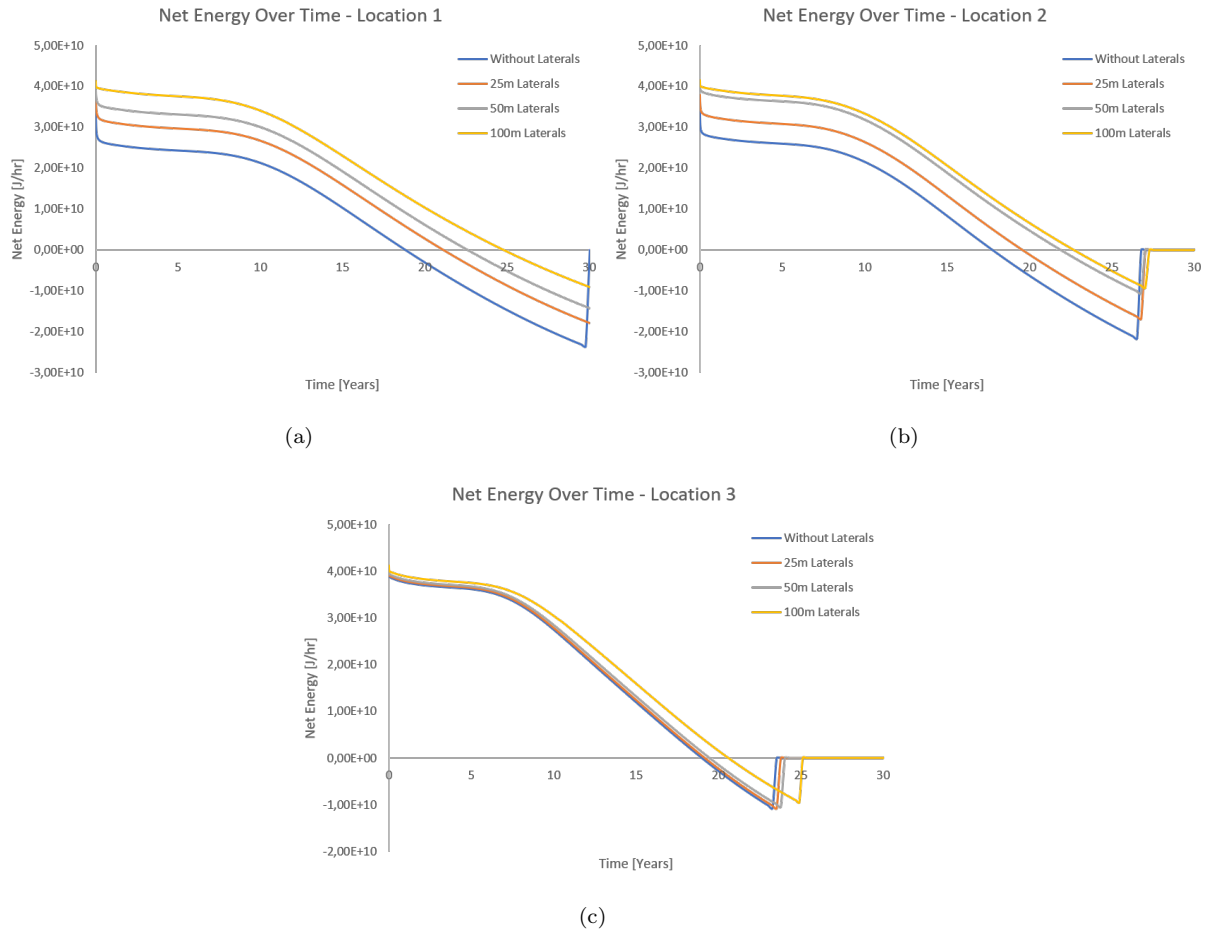 Net Energy Over Time - Location 1
5,00E+10
4,00E+10
3,00E+10
2,00E+10
1,00E+10
0,00E+00
-1,00E+10
-2,00E+10
-3,00E+10
Net Energy [J/hr]
0 5 10 15 20 25 30
Time [Years]
Without Laterals
25m Laterals
50m Laterals
100m Laterals
(a)
Net Energy Over Time - Location 2
5,00E+10
4,00E+10
3,00E+10
2,00E+10
1,00E+10
0,00E+00
-1,00E+10
-2,00E+10
-3,00E+10
Net Energy [J/hr]
0 5 10 15 20 25 30
Time [Years]
Without Laterals
25m Laterals
50m Laterals
100m Laterals
(b)
Net Energy Over Time - Location 3
5,00E+10
4,00E+10
3,00E+10
2,00E+10
1,00E+10
0,00E+00
-1,00E+10
-2,00E+10
Net Energy [J/hr]
0 5 10 15 20 25 30
Time [Years]
Without Laterals
25m Laterals
50m Laterals
100m Laterals
(c)